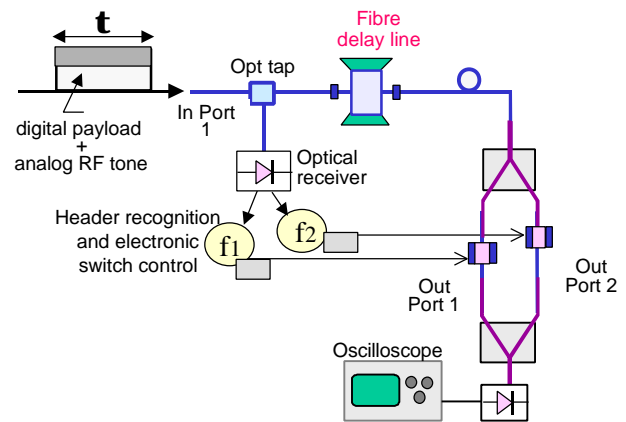 t
Fibre
delay line
Opt tap
In Port
1
digital payload
+
analog RF tone
Optical
receiver
Header recognition
and electronic
switch control
f1
f2
Out
Port 1
Out
Port 2
Oscilloscope